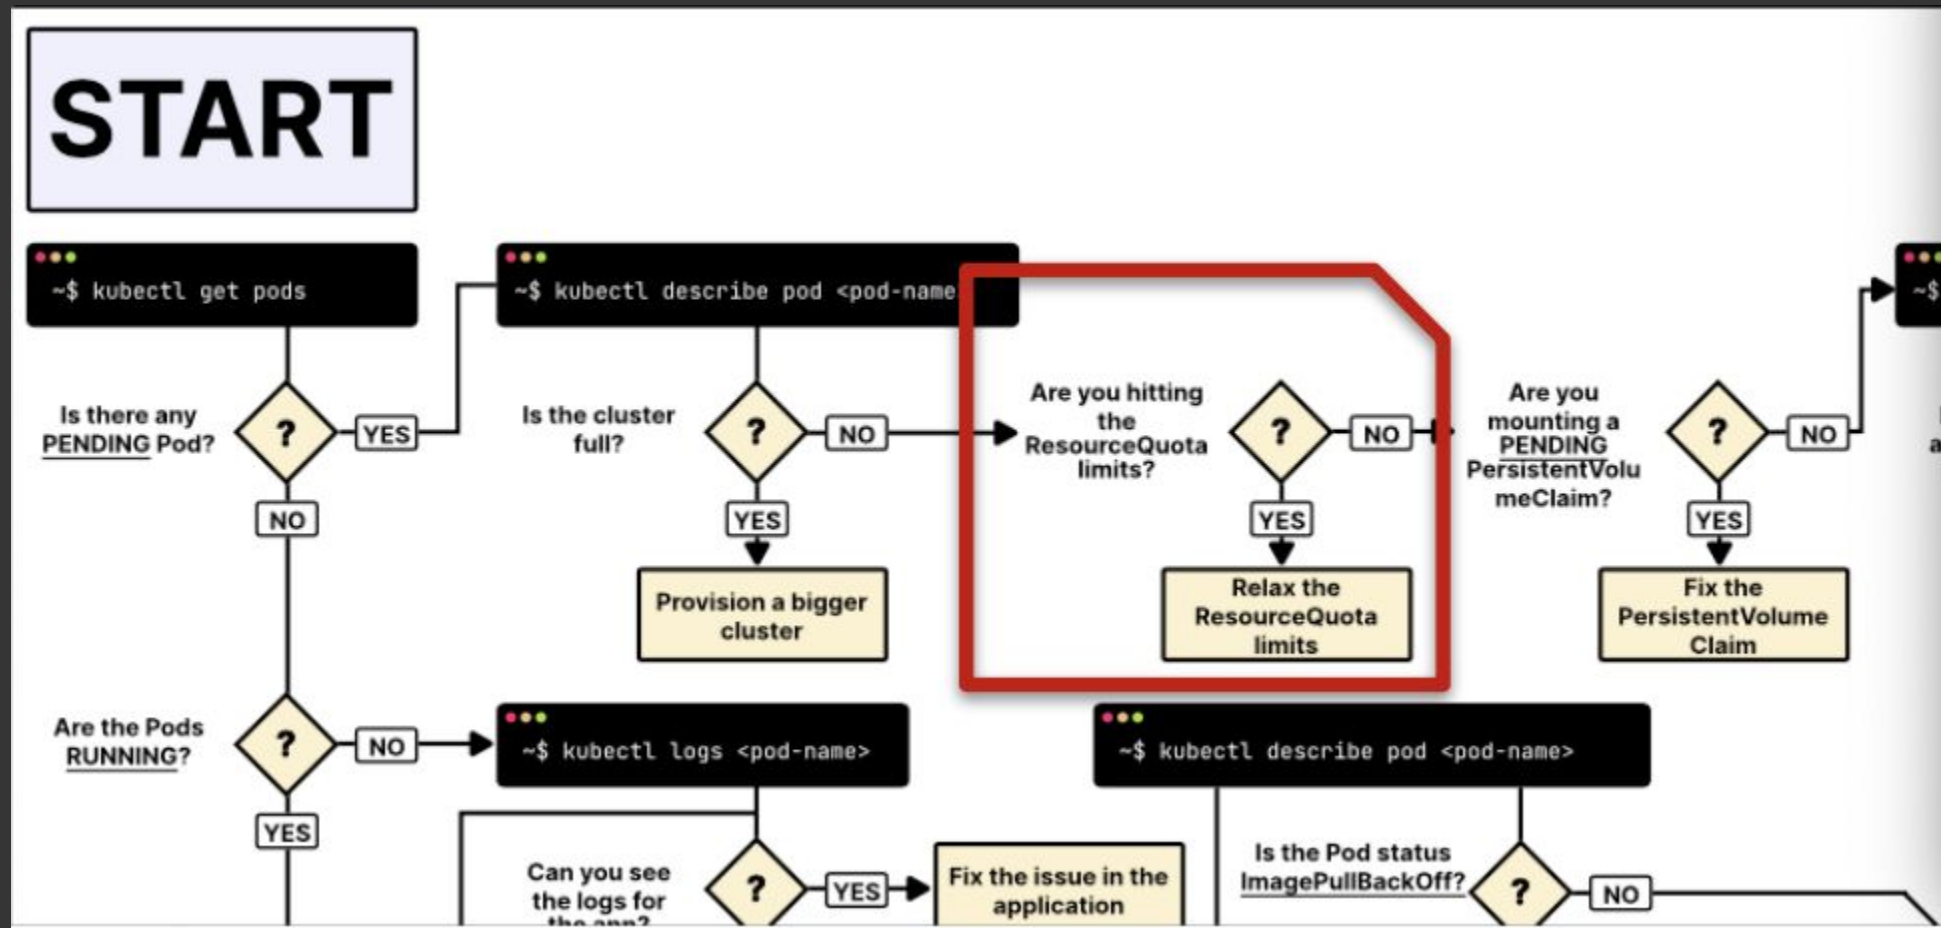 START
~$ kubectl get pods
~$ kubectl describe pod <pod-name
~$
Is there any
PENDING Pod?
?
YES
NO
Is the cluster
full?
?
NO
YES
Provision a bigger
cluster
Are you hitting
the
ResourceQuota
limits?
?
NO
YES
Relax the
ResourceQuota
limits
Are you
mounting a
PENDING
PersistentVolu
meClaim?
?
NO
YES
Fix the
PersistentVolume
Claim
Are the Pods
RUNNING?
?
NO
YES
~$ kubectl logs <pod-name>
~$ kubectl describe pod <pod-name>
Can you see
the logs for
the app?
?
YES
Fix the issue in the
application
Is the Pod status
ImagePullBackOff?
?
NO